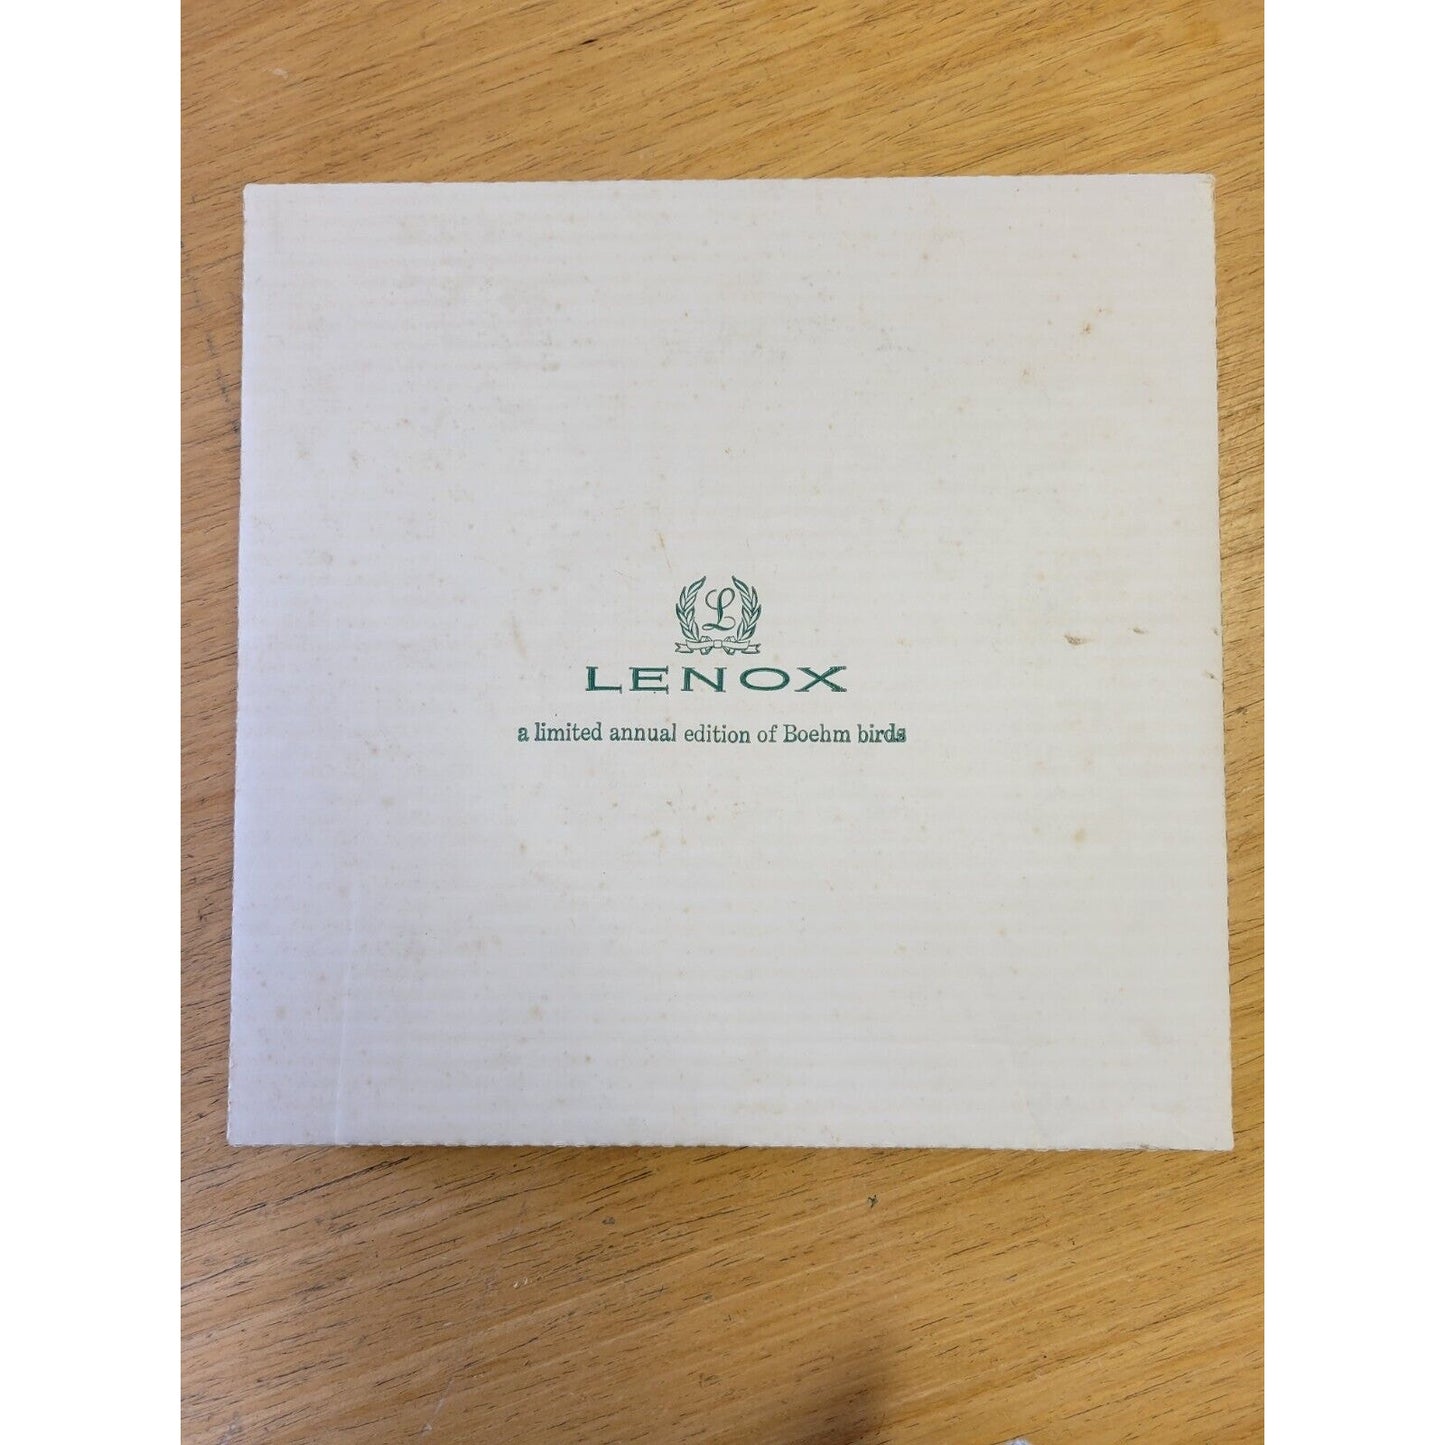 L
LENOX
a limited annual edition of Boehm birds